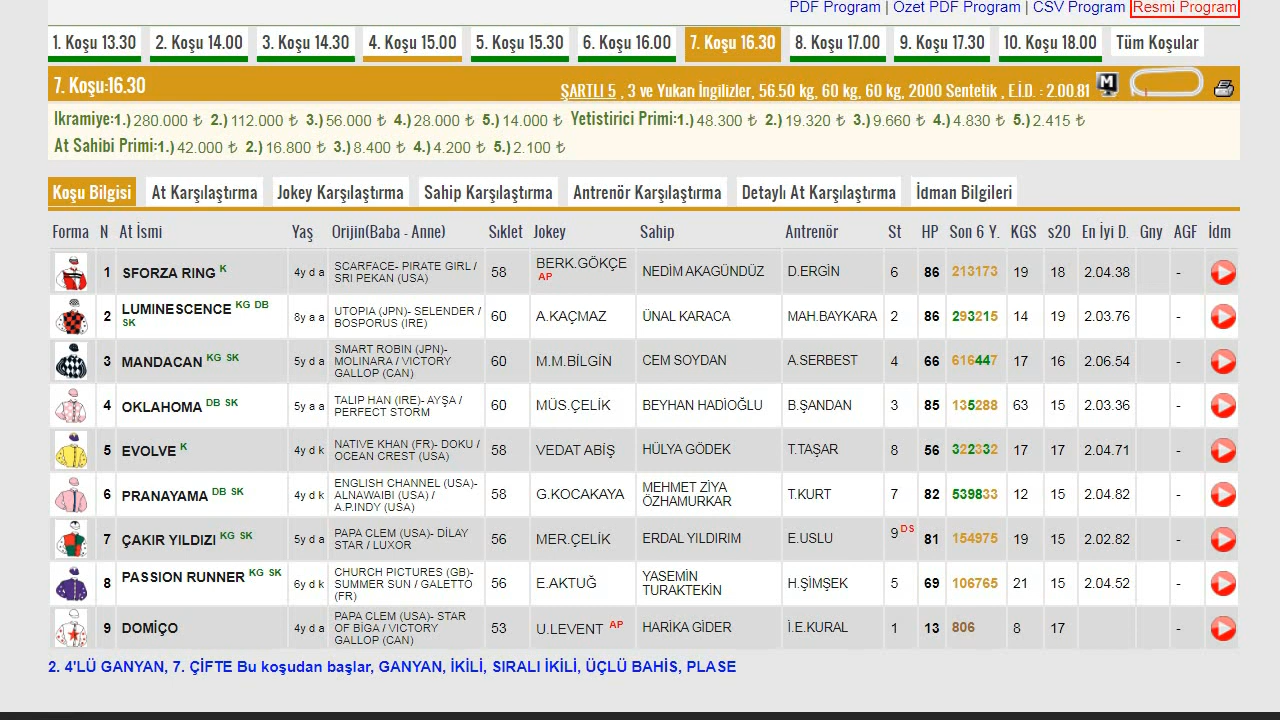 PDF Program | Özet PDF Program | CSV Program Resmi Program
1. Koşu 13.30 2. Koşu 14.00 3. Koşu 14.30 4. Koşu 15.00 5. Koşu 15.30 6. Koşu 16.00 7. Koşu 16.30 8. Koşu 17.00 9. Koşu 17.30 10. Koşu 18.00 Tüm Koşular
7. Koşu:16.30 ŞARTLI 5 , 3 ve Yukarı İngilizler, 56.50 kg, 60 kg, 60 kg, 2000 Sentetik , E.İ.D. : 2.00.81
Ikramiye:1.) 280.000 ₺ 2.) 112.000 ₺ 3.) 56.000 ₺ 4.) 28.000 ₺ 5.) 14.000 ₺ Yetistirici Primi:1.) 48.300 ₺ 2.) 19.320 ₺ 3.) 9.660 ₺ 4.) 4.830 ₺ 5.) 2.415 ₺
At Sahibi Primi:1.) 42.000 ₺ 2.) 16.800 ₺ 3.) 8.400 ₺ 4.) 4.200 ₺ 5.) 2.100 ₺
Koşu Bilgisi At Karşılaştırma Jokey Karşılaştırma Sahip Karşılaştırma Antrenör Karşılaştırma Detaylı At Karşılaştırma İdman Bilgileri
Forma N At İsmi Yaş Orijin(Baba - Anne) Sıklet Jokey Sahip Antrenör St HP Son 6 Y. KGS s20 En İyi D. Gny AGF İdm
1 SFORZA RING K 4y d a SCARFACE- PIRATE GIRL / SRI PEKAN (USA) 58 BERK.GÖKÇE AP NEDİM AKAGÜNDÜZ D.ERGİN 6 86 213173 19 18 2.04.38 -
2 LUMINESCENCE KG DB SK 8y a a UTOPIA (JPN)- SELENDER / BOSPORUS (IRE) 60 A.KAÇMAZ ÜNAL KARACA MAH.BAYKARA 2 86 293215 14 19 2.03.76 -
3 MANDACAN KG SK 5y d a SMART ROBIN (JPN)- MOLINARA / VICTORY GALLOP (CAN) 60 M.M.BİLGİN CEM SOYDAN A.SERBEST 4 66 616447 17 16 2.06.54 -
4 OKLAHOMA DB SK 5y a a TALIP HAN (IRE)- AYŞA / PERFECT STORM 60 MÜS.ÇELİK BEYHAN HADİOĞLU B.ŞANDAN 3 85 135288 63 15 2.03.36 -
5 EVOLVE K 4y d k NATIVE KHAN (FR)- DOKU / OCEAN CREST (USA) 58 VEDAT ABİŞ HÜLYA GÖDEK T.TAŞAR 8 56 322332 17 17 2.04.71 -
6 PRANAYAMA DB SK 4y d k ENGLISH CHANNEL (USA)- ALNAWAIBI (USA) / A.P.INDY (USA) 58 G.KOCAKAYA MEHMET ZİYA ÖZHAMURKAR T.KURT 7 82 539833 12 15 2.04.82 -
7 ÇAKIR YILDIZI KG SK 5y d a PAPA CLEM (USA)- DİLAY STAR / LUXOR 56 MER.ÇELİK ERDAL YILDIRIM E.USLU 9 DS 81 154975 19 15 2.02.82 -
8 PASSION RUNNER KG SK 6y d k CHURCH PICTURES (GB)- SUMMER SUN / GALETTO (FR) 56 E.AKTUĞ YASEMİN TURAKTEKİN H.ŞİMŞEK 5 69 106765 21 15 2.04.52 -
9 DOMİÇO 4y d a PAPA CLEM (USA)- STAR OF BİGA / VICTORY GALLOP (CAN) 53 U.LEVENT AP HARİKA GİDER İ.E.KURAL 1 13 806 8 17 -
2. 4'LÜ GANYAN, 7. ÇİFTE Bu koşudan başlar, GANYAN, İKİLİ, SIRALI İKİLİ, ÜÇLÜ BAHİS, PLASE